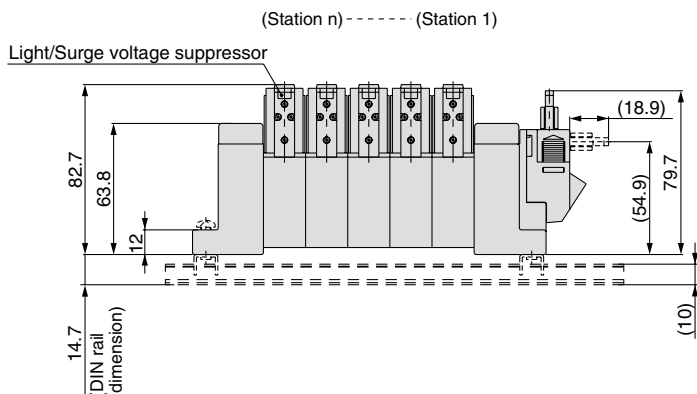 (Station n) ------ (Station 1)
Light/Surge voltage suppressor
(18.9)
82.7
63.8
12
(54.9)
79.7
14.7
(DIN rail
dimension)
(10)